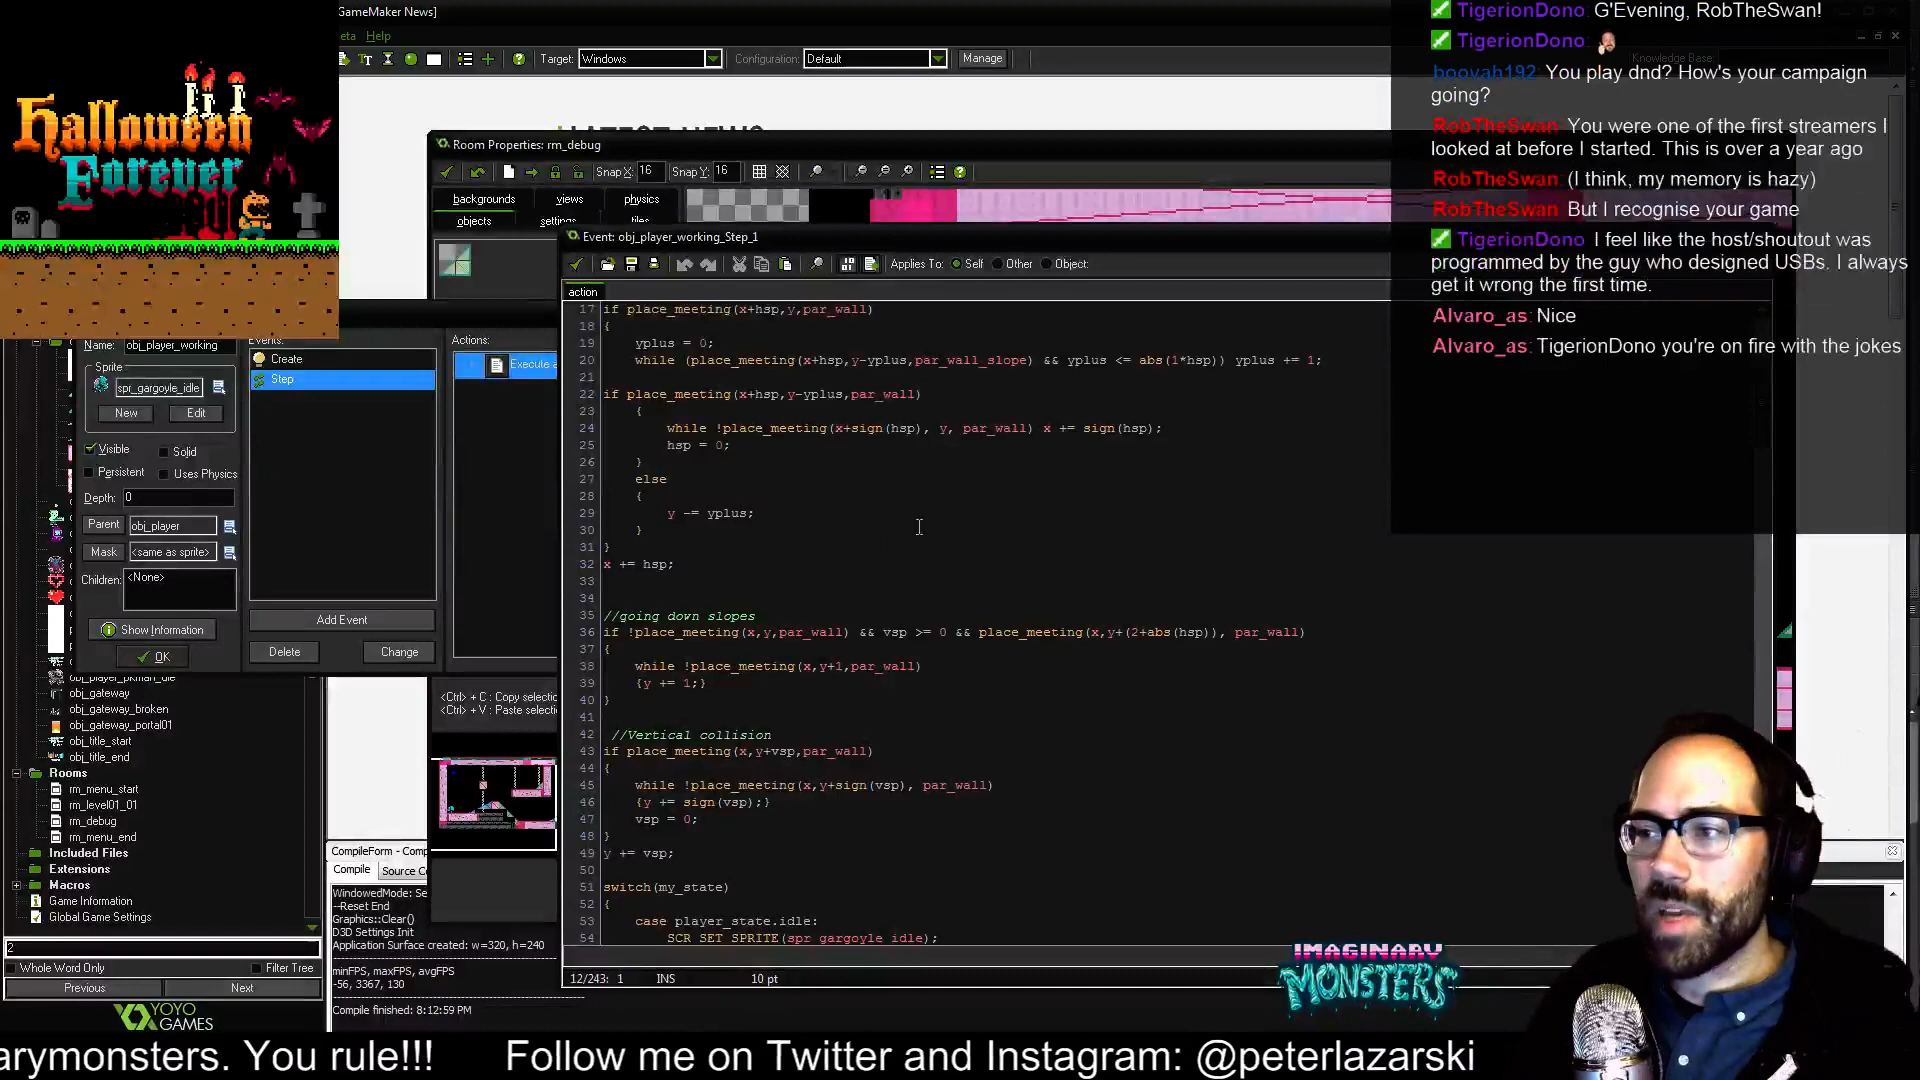 GameMaker News]
eta Help
Target: Windows Configuration: Default Manage
Knowledge Base
Halloween
Forever
LATEST NEWS
Room Properties: rm_debug
Snap X: 16 Snap Y: 16
backgrounds views physics
objects settings tiles
Event: obj_player_working_Step_1
Applies To: Self Other Object:
action
17 if place_meeting(x+hsp,y,par_wall)
18 {
19 yplus = 0;
20 while (place_meeting(x+hsp,y-yplus,par_wall_slope) && yplus <= abs(1*hsp)) yplus += 1;
21
22 if place_meeting(x+hsp,y-yplus,par_wall)
23 {
24 while !place_meeting(x+sign(hsp), y, par_wall) x += sign(hsp);
25 hsp = 0;
26 }
27 else
28 {
29 y -= yplus;
30 }
31 }
32 x += hsp;
33
34
35 //going down slopes
36 if !place_meeting(x,y,par_wall) && vsp >= 0 && place_meeting(x,y+(2+abs(hsp)), par_wall)
37 {
38 while !place_meeting(x,y+1,par_wall)
39 {y += 1;}
40 }
41
42 //Vertical collision
43 if place_meeting(x,y+vsp,par_wall)
44 {
45 while !place_meeting(x,y+sign(vsp), par_wall)
46 {y += sign(vsp);}
47 vsp = 0;
48 }
49 y += vsp;
50
51 switch(my_state)
52 {
53 case player_state.idle:
54 SCR_SET_SPRITE(spr_gargoyle_idle);
12/243: 1 INS 10 pt
Name: obj_player_working
Sprite
spr_gargoyle_idle
New Edit
Visible Solid
Persistent Uses Physics
Depth: 0
Parent obj_player
Mask <same as sprite>
Children: <None>
Show Information
OK
Events:
Create
Step
Add Event
Delete Change
Actions:
Execute a
<Ctrl> + C : Copy selectio
<Ctrl> + V : Paste selectio
obj_player_pkman_die
obj_gateway
obj_gateway_broken
obj_gateway_portal01
obj_title_start
obj_title_end
Rooms
rm_menu_start
rm_level01_01
rm_debug
rm_menu_end
Included Files
Extensions
Macros
Game Information
Global Game Settings
2
Whole Word Only Filter Tree
Previous Next
YOYO
GAMES
CompileForm - Comp
Compile Source Co
WindowedMode: Se
--Reset End
Graphics::Clear()
D3D Settings Init
Application Surface created: w=320, h=240
minFPS, maxFPS, avgFPS
-56, 3367, 130
Compile finished: 8:12:59 PM
TigerionDono: G'Evening, RobTheSwan!
TigerionDono:
booyah192: You play dnd? How's your campaign
going?
RobTheSwan: You were one of the first streamers I
looked at before I started. This is over a year ago
RobTheSwan: (I think, my memory is hazy)
RobTheSwan: But I recognise your game
TigerionDono: I feel like the host/shoutout was
programmed by the guy who designed USBs. I always
get it wrong the first time.
Alvaro_as: Nice
Alvaro_as: TigerionDono you're on fire with the jokes
IMAGINARY
MONSTERS
arymonsters. You rule!!! Follow me on Twitter and Instagram: @peterlazarski